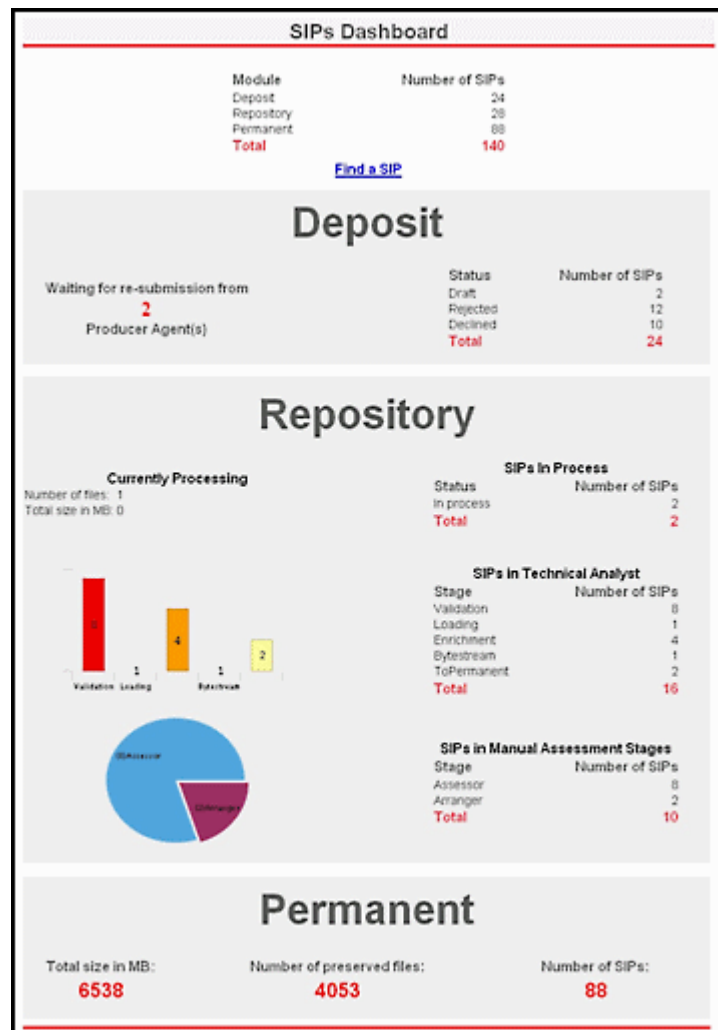 SIPs Dashboard
Module Number of SIPs
Deposit 24
Repository 28
Permanent 88
Total 140
Find a SIP
Deposit
Waiting for re-submission from
2
Producer Agent(s)
Status Number of SIPs
Draft 2
Rejected 12
Declined 10
Total 24
Repository
Currently Processing
Number of files: 1
Total size in MB: 0
SIPs In Process
Status Number of SIPs
In process 2
Total 2
SIPs in Technical Analyst
Stage Number of SIPs
Validation 8
Loading 1
Enrichment 4
Bytestream 1
ToPermanent 2
Total 16
4
2
1
1
Validation Loading Bytestream
SIPs in Manual Assessment Stages
Stage Number of SIPs
Assessor 8
Arranger 2
Total 10
Permanent
Total size in MB: Number of preserved files: Number of SIPs:
6538 4053 88